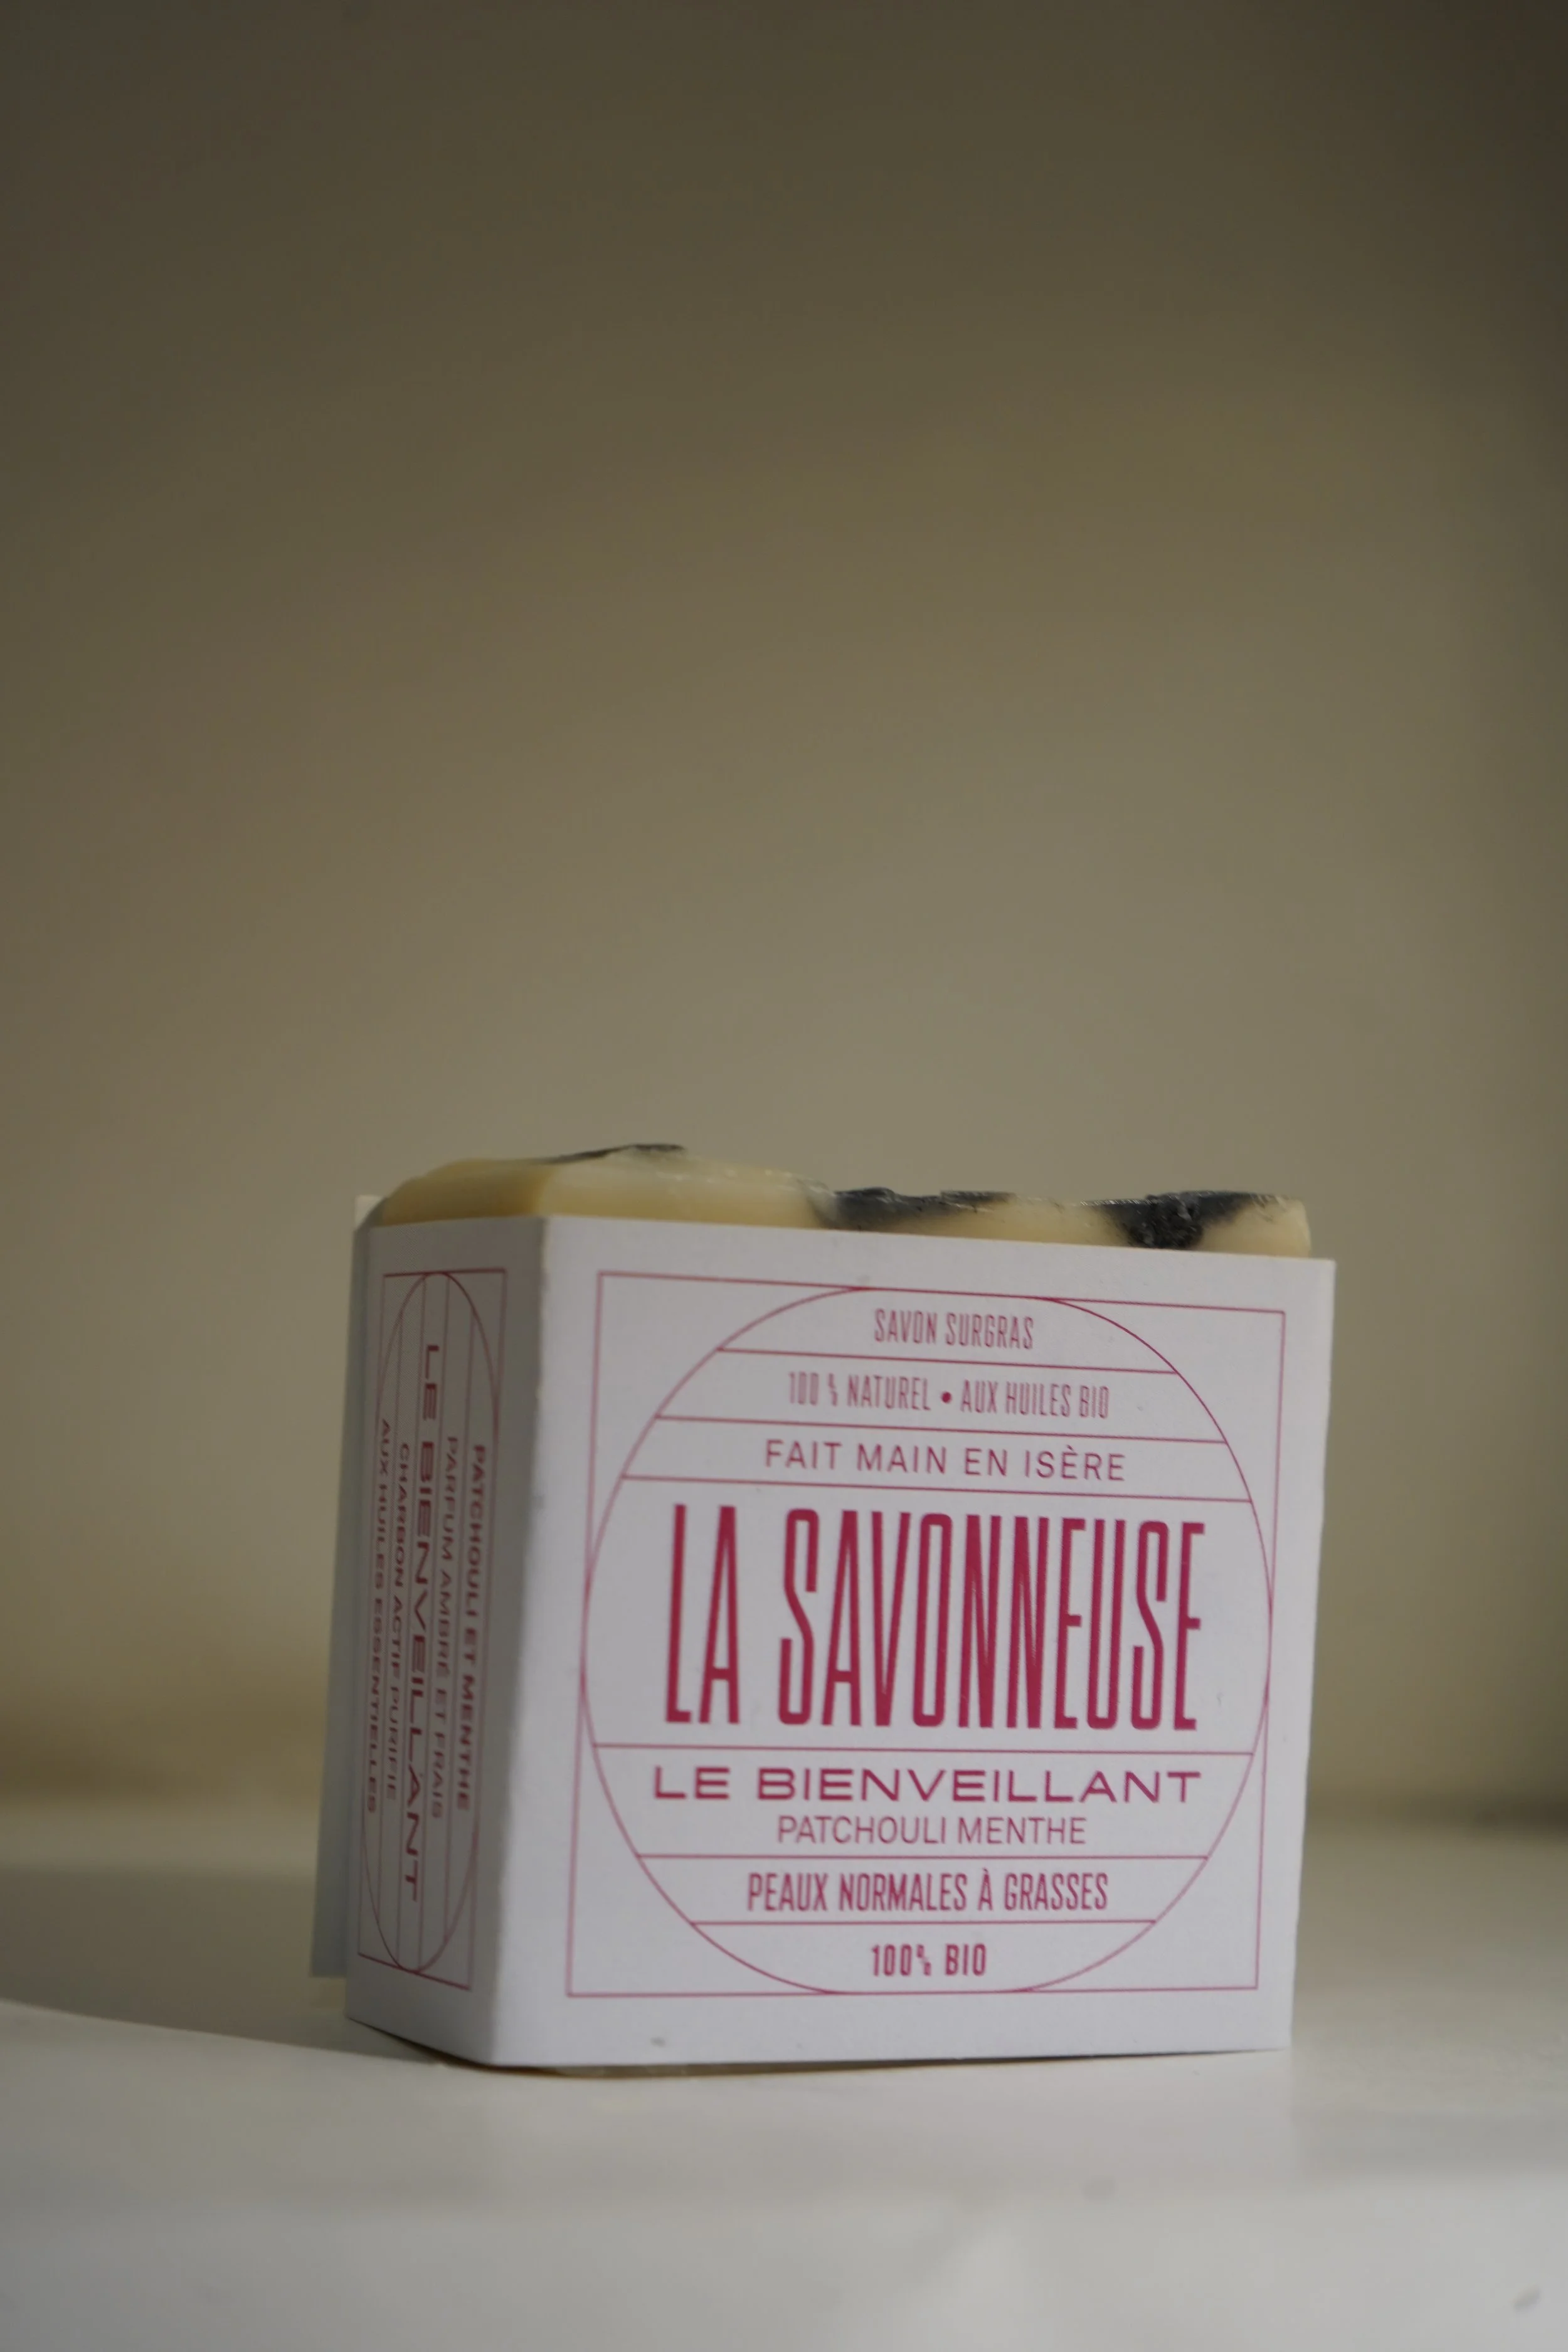 SAVON SURGRAS
100 % NATUREL • AUX HUILES BIO
FAIT MAIN EN ISÈRE
LA SAVONNEUSE
LE BIENVEILLANT
PATCHOULI MENTHE
PEAUX NORMALES À GRASSES
100% BIO
PATCHOULI ET MENTHE
PARFUM AMBRÉ ET FRAIS
LE BIENVEILLANT
CHARBON ACTIF PURIFIE
AUX HUILES ESSENTIELLES